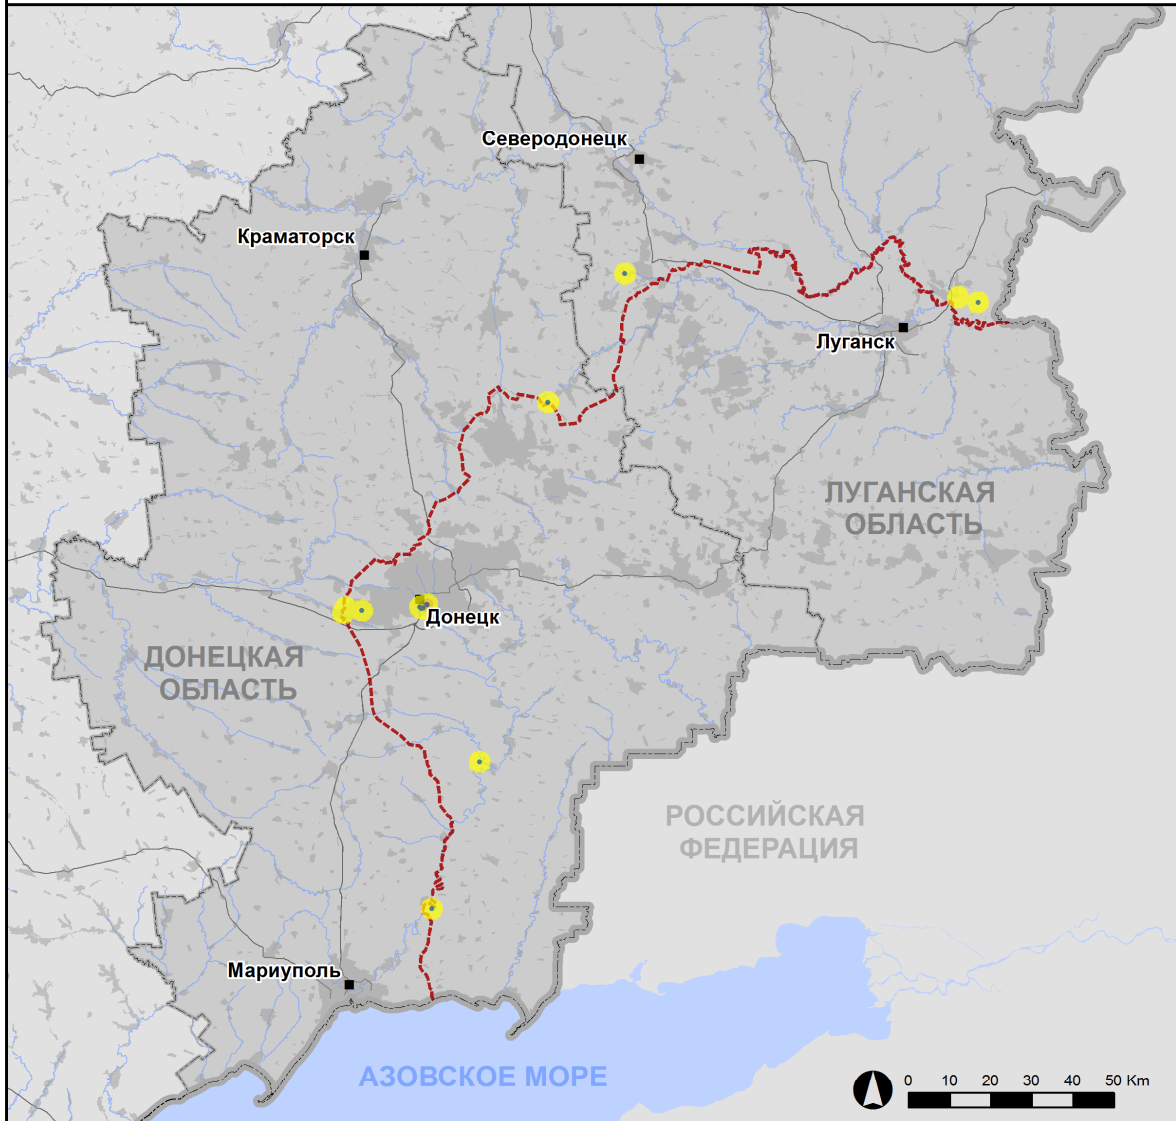 Северодонецк
Краматорск
Луганск
ЛУГАНСКАЯ
ОБЛАСТЬ
Донецк
ДОНЕЦКАЯ
ОБЛАСТЬ
РОССИЙСКАЯ
ФЕДЕРАЦИЯ
Мариуполь
АЗОВСКОЕ МОРЕ
0 10 20 30 40 50 Km